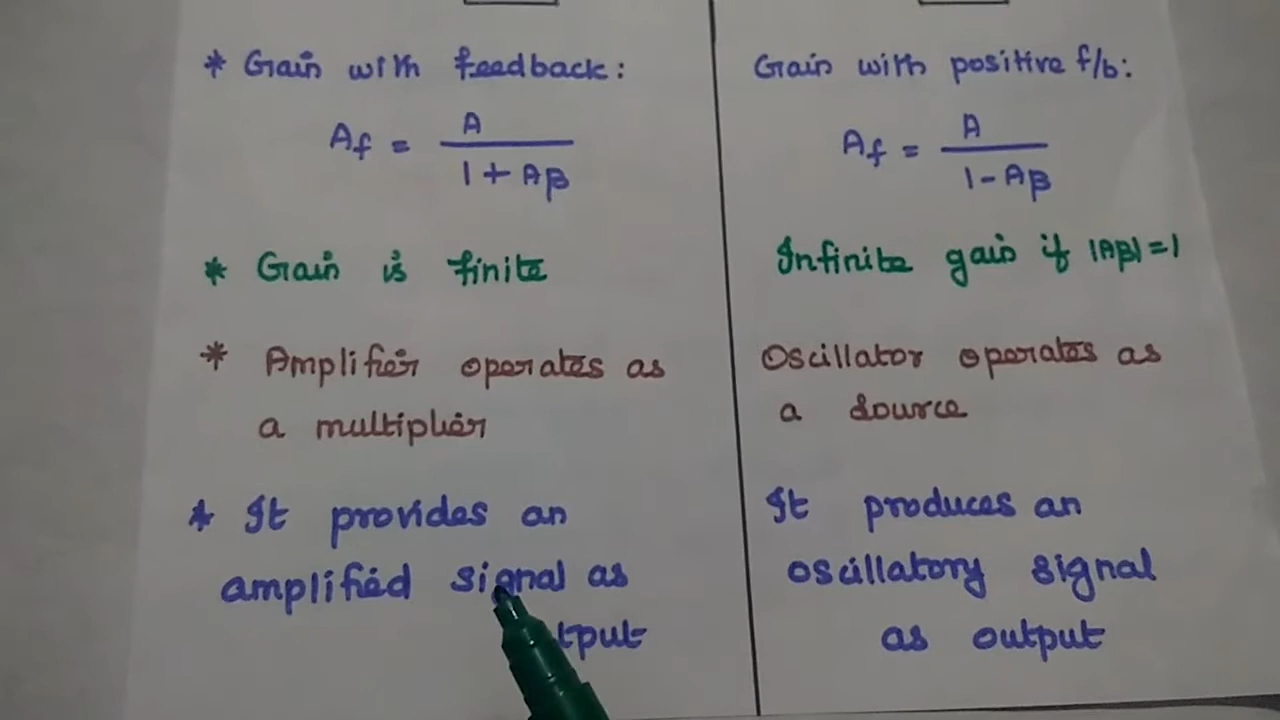 * Gain with feedback:
Af = A / 1 + Aβ
* Gain is finite
* Amplifier operates as
a multiplier
* It provides an
amplified signal as
tput
Gain with positive f/b:
Af = A / 1 - Aβ
Infinite gain if |Aβ| = 1
Oscillator operates as
a source
It produces an
oscillatory signal
as output